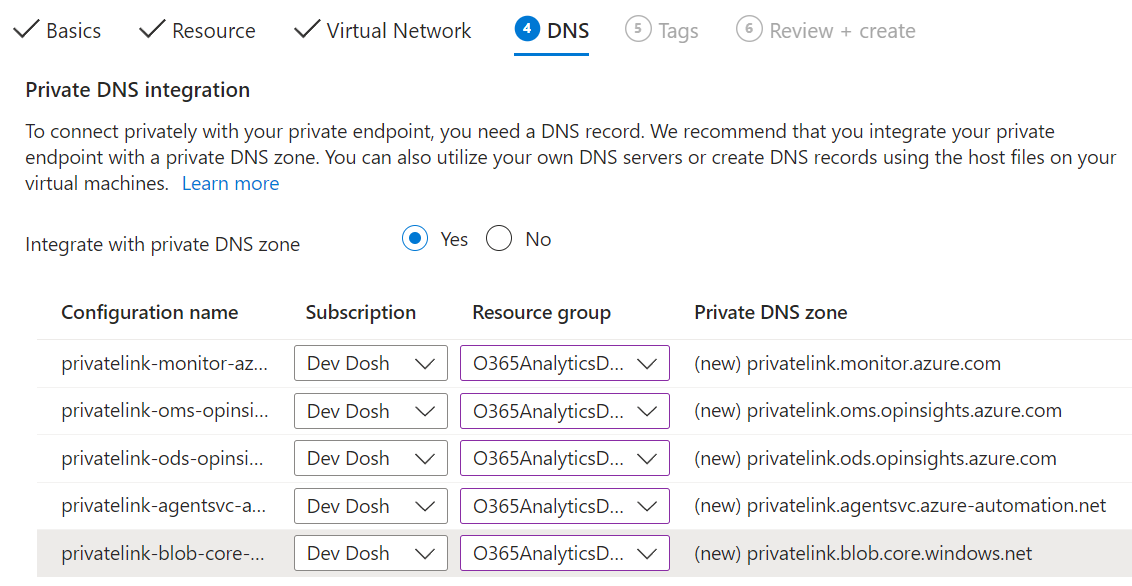 Basics Resource Virtual Network 4 DNS 5 Tags 6 Review + create
Private DNS integration
To connect privately with your private endpoint, you need a DNS record. We recommend that you integrate your private
endpoint with a private DNS zone. You can also utilize your own DNS servers or create DNS records using the host files on your
virtual machines. Learn more
Integrate with private DNS zone Yes No
Configuration name Subscription Resource group Private DNS zone
privatelink-monitor-az... Dev Dosh O365AnalyticsD... (new) privatelink.monitor.azure.com
privatelink-oms-opinsi... Dev Dosh O365AnalyticsD... (new) privatelink.oms.opinsights.azure.com
privatelink-ods-opinsi... Dev Dosh O365AnalyticsD... (new) privatelink.ods.opinsights.azure.com
privatelink-agentsvc-a... Dev Dosh O365AnalyticsD... (new) privatelink.agentsvc.azure-automation.net
privatelink-blob-core-... Dev Dosh O365AnalyticsD... (new) privatelink.blob.core.windows.net